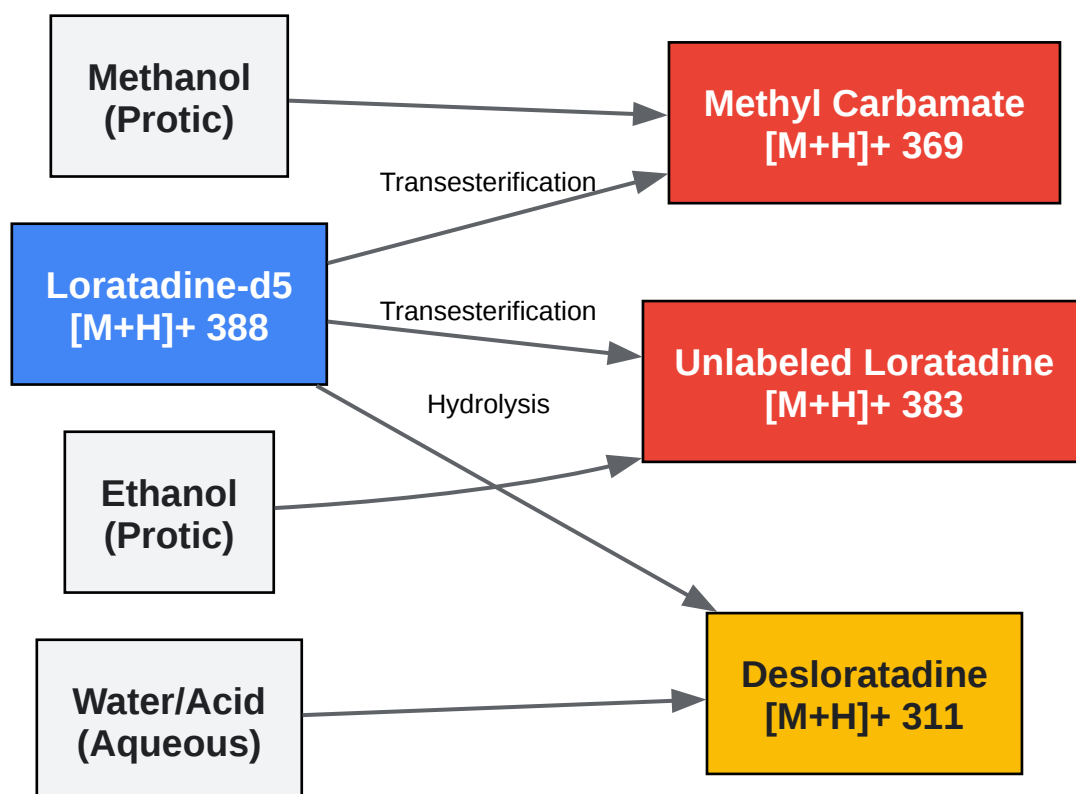 Methanol
(Protic)
Methyl Carbamate
[M+H]+ 369
Transesterification
Loratadine-d5
[M+H]+ 388
Transesterification
Unlabeled Loratadine
[M+H]+ 383
Hydrolysis
Ethanol
(Protic)
Water/Acid
(Aqueous)
Desloratadine
[M+H]+ 311